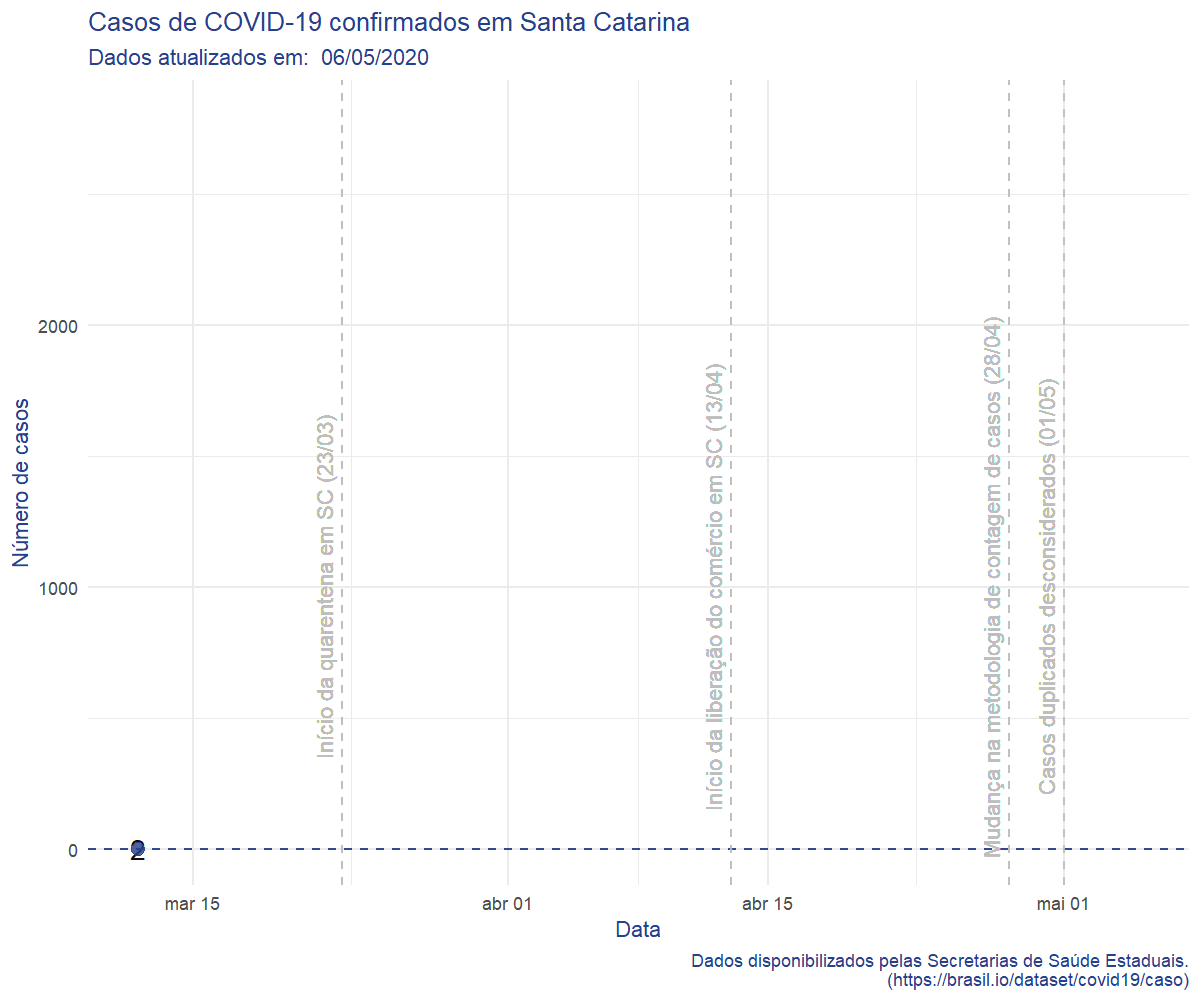 Casos de COVID-19 confirmados em Santa Catarina
Dados atualizados em:  06/05/2020
Número de casos
2000
1000
0
Início da quarentena em SC (23/03)
Início da liberação do comércio em SC (13/04)
Mudança na metodologia de contagem de casos (28/04)
Casos duplicados desconsiderados (01/05)
2
mar 15
abr 01
abr 15
mai 01
Data
Dados disponibilizados pelas Secretarias de Saúde Estaduais.
(https://brasil.io/dataset/covid19/caso)